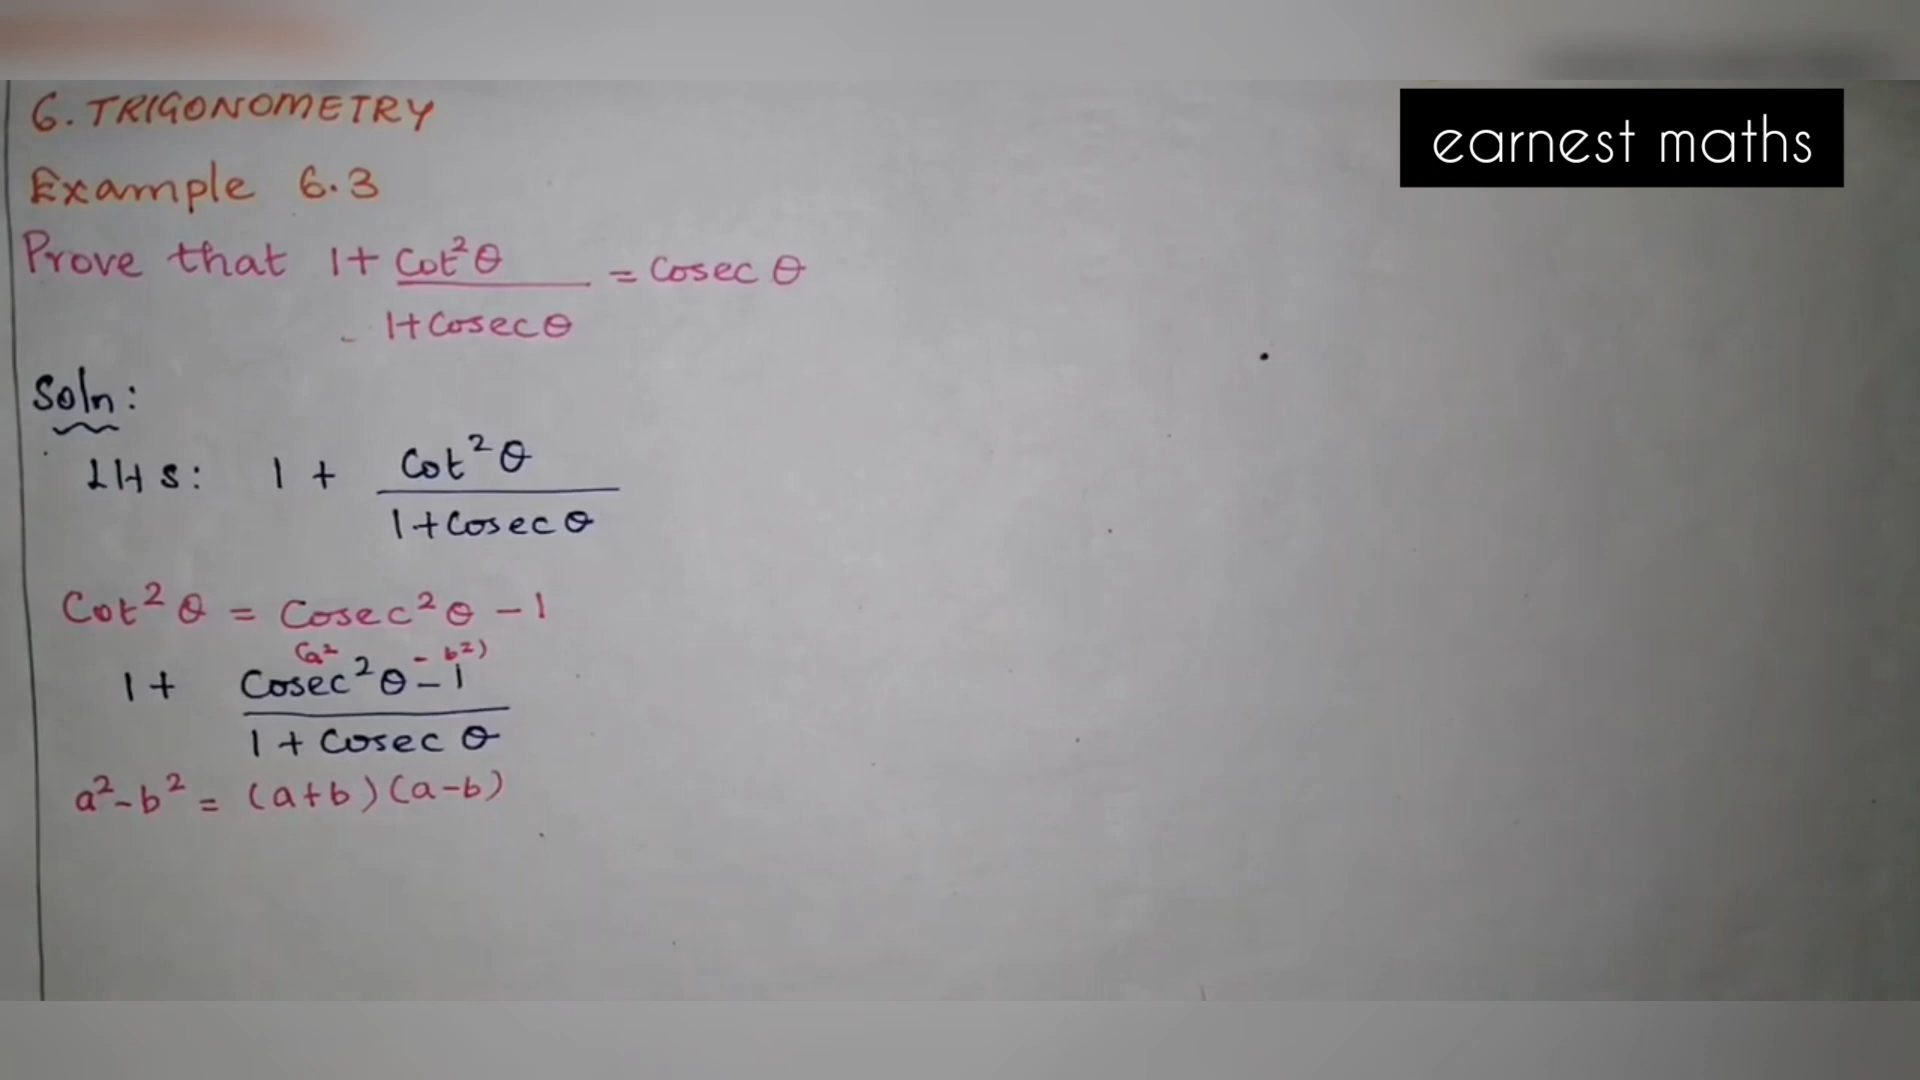 6. TRIGONOMETRY
earnest maths
Example 6.3
Prove that 1+ cot²θ / 1+cosecθ = cosec θ
Soln:
LHS: 1 + cot²θ / 1+cosec θ
Cot²θ = Cosec²θ -1
(a² - b²)
1+ Cosec²θ-1 / 1+ cosec θ
a²-b² = (a+b)(a-b)